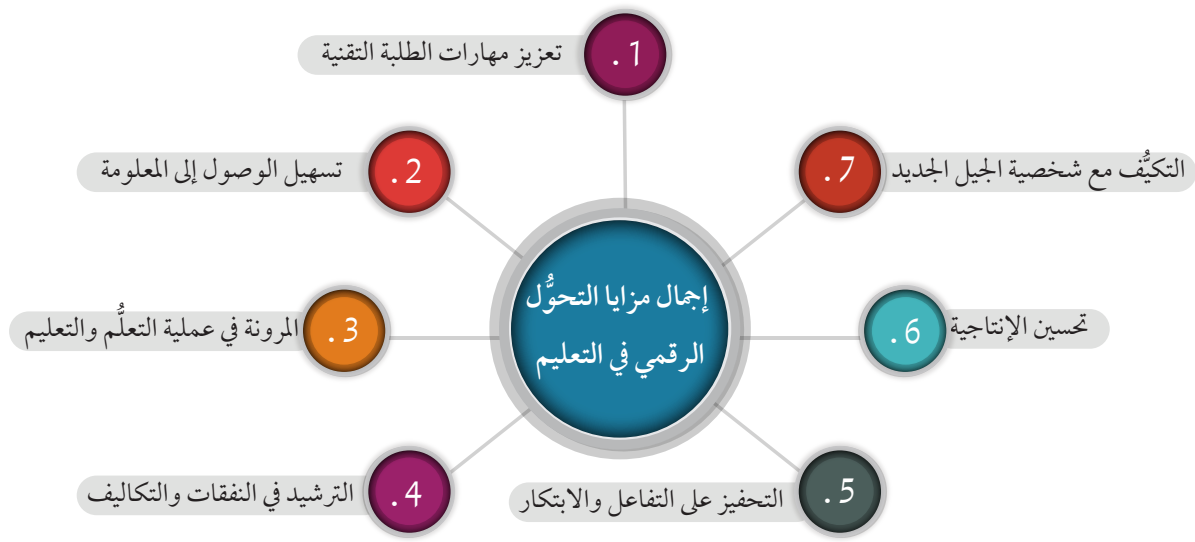 إجمال مزايا التحوُّل
الرقمي في التعليم
1. تعزيز مهارات الطلبة التقنية
2. تسهيل الوصول إلى المعلومة
3. المرونة في عملية التعلُّم والتعليم
4. الترشيد في النفقات والتكاليف
5. التحفيز على التفاعل والابتكار
6. تحسين الإنتاجية
7. التكيُّف مع شخصية الجيل الجديد